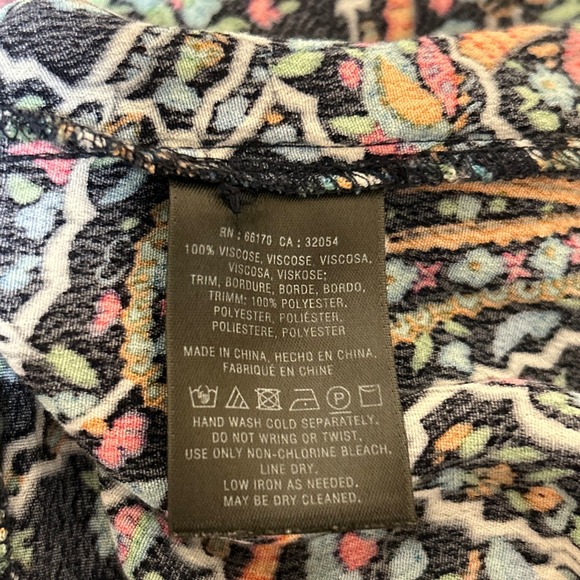 RN : 66170 CA : 32054
100% VISCOSE, VISCOSE, VISCOSA,
VISCOSA, VISKOSE;
TRIM, BORDURE, BORDE, BORDO,
TRIMM: 100% POLYESTER,
POLYESTER, POLIÉSTER,
POLIESTERE, POLYESTER
MADE IN CHINA, HECHO EN CHINA,
FABRIQUÉ EN CHINE
P
HAND WASH COLD SEPARATELY.
DO NOT WRING OR TWIST.
USE ONLY NON-CHLORINE BLEACH.
LINE DRY.
LOW IRON AS NEEDED.
MAY BE DRY CLEANED.